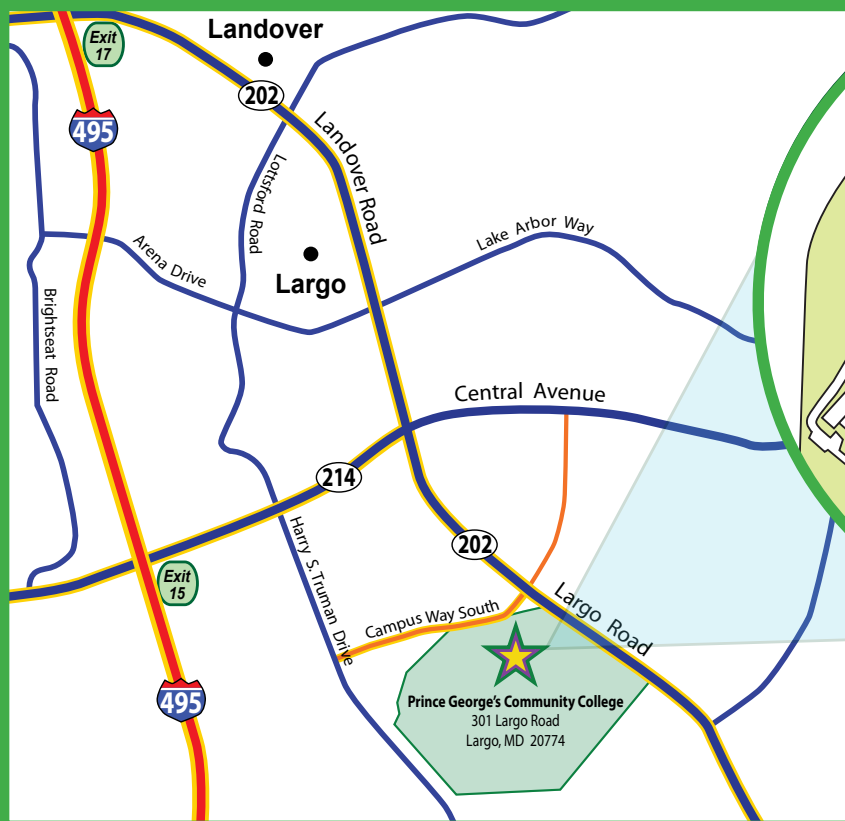 Exit
17
Landover
202
495
Landover Road
Lottsford Road
Lake Arbor Way
Arena Drive
Largo
Brightseat Road
Central Avenue
214
202
Harry S. Truman Drive
Exit
15
Campus Way South
Largo Road
495
Prince George's Community College
301 Largo Road
Largo, MD 20774